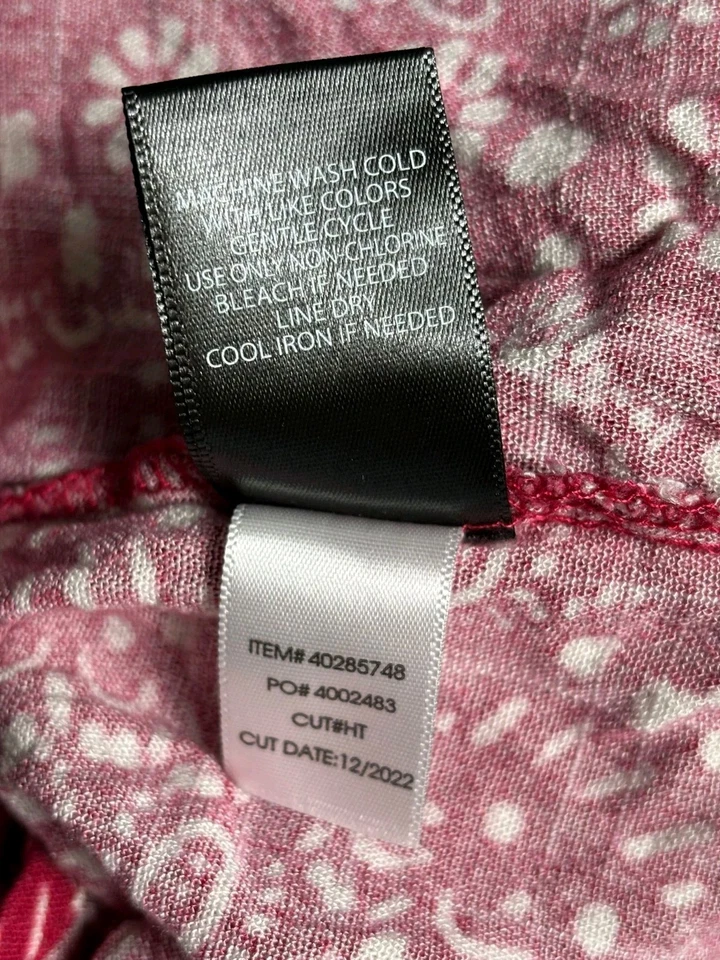 MACHINE WASH COLD
WITH LIKE COLORS
GENTLE CYCLE
USE ONLY NON-CHLORINE
BLEACH IF NEEDED
LINE DRY
COOL IRON IF NEEDED
ITEM# 40285748
PO# 4002483
CUT#HT
CUT DATE:12/2022